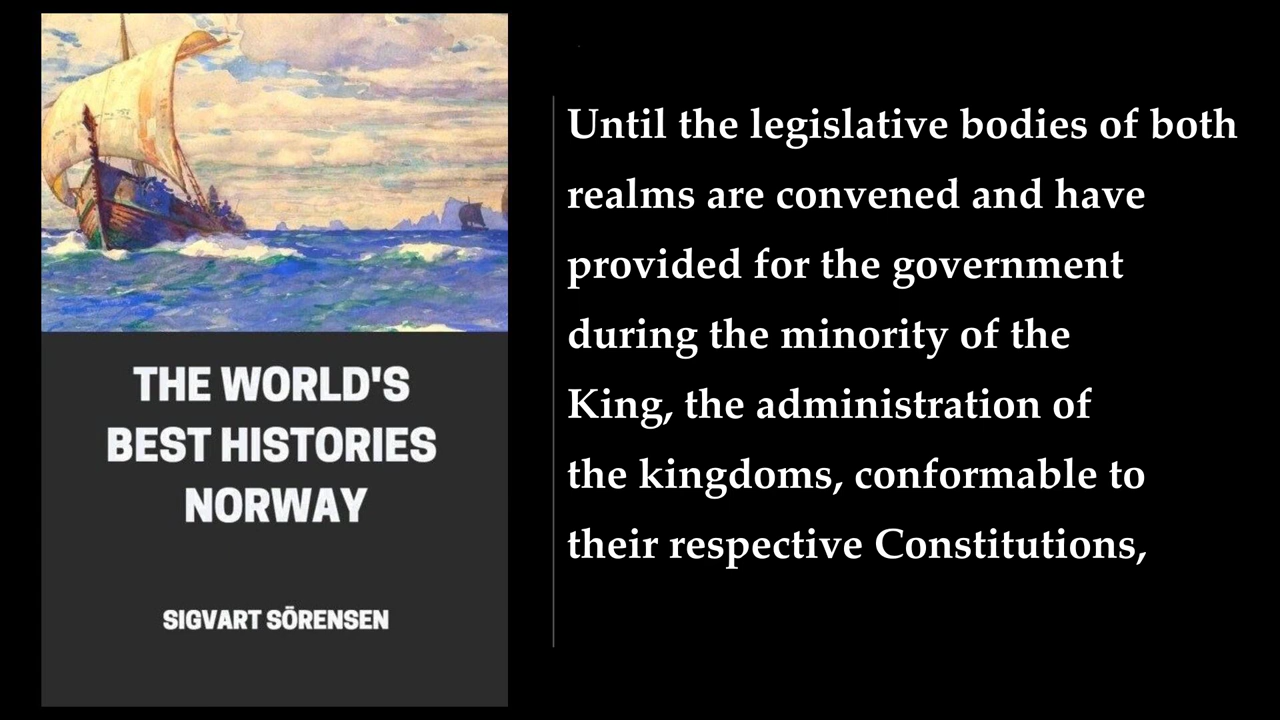 THE WORLD'S
BEST HISTORIES
NORWAY
SIGVART SÖRENSEN
Until the legislative bodies of both
realms are convened and have
provided for the government
during the minority of the
King, the administration of
the kingdoms, conformable to
their respective Constitutions,